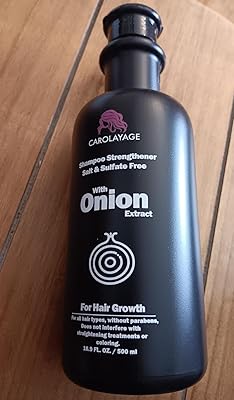 CAROLAYAGE
Shampoo Strengthener
Salt & Sulfate Free
With
Onion
Extract
For Hair Growth
For all hair types, without parabens,
Does not interfere with
straightening treatments or
coloring.
16.9 FL. OZ. / 500 ml